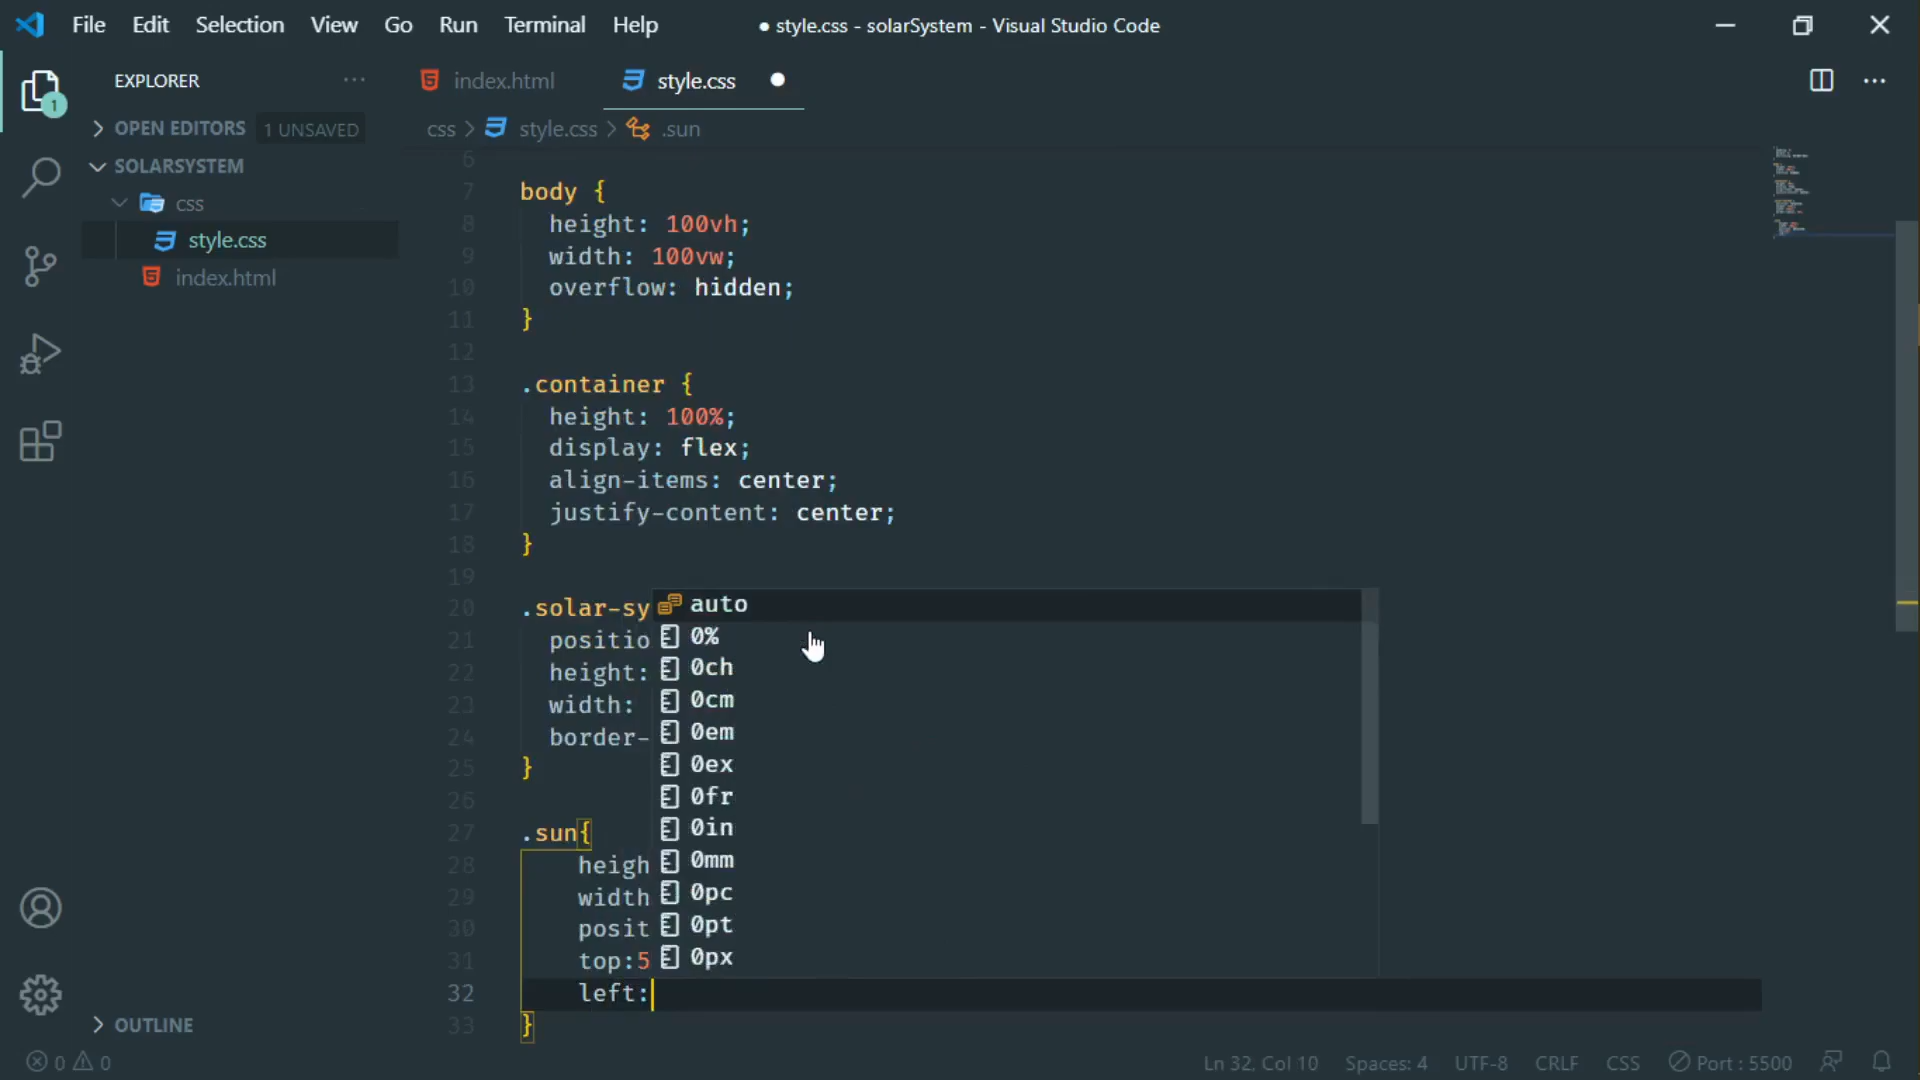 File Edit Selection View Go Run Terminal Help
● style.css - solarSystem - Visual Studio Code
EXPLORER
index.html
style.css
OPEN EDITORS 1 UNSAVED
css > style.css > .sun
SOLARSYSTEM
css
style.css
index.html
1
6
7 body {
8 height: 100vh;
9 width: 100vw;
10 overflow: hidden;
11 }
12
13 .container {
14 height: 100%;
15 display: flex;
16 align-items: center;
17 justify-content: center;
18 }
19
20 .solar-sy
21 positio
22 height:
23 width:
24 border-
25 }
26
27 .sun{
28 heigh
29 width
30 posit
31 top:5
32 left:
33 }
auto
0%
0ch
0cm
0em
0ex
0fr
0in
0mm
0pc
0pt
0px
OUTLINE
0 0
Ln 32, Col 10 Spaces: 4 UTF-8 CRLF CSS Port : 5500